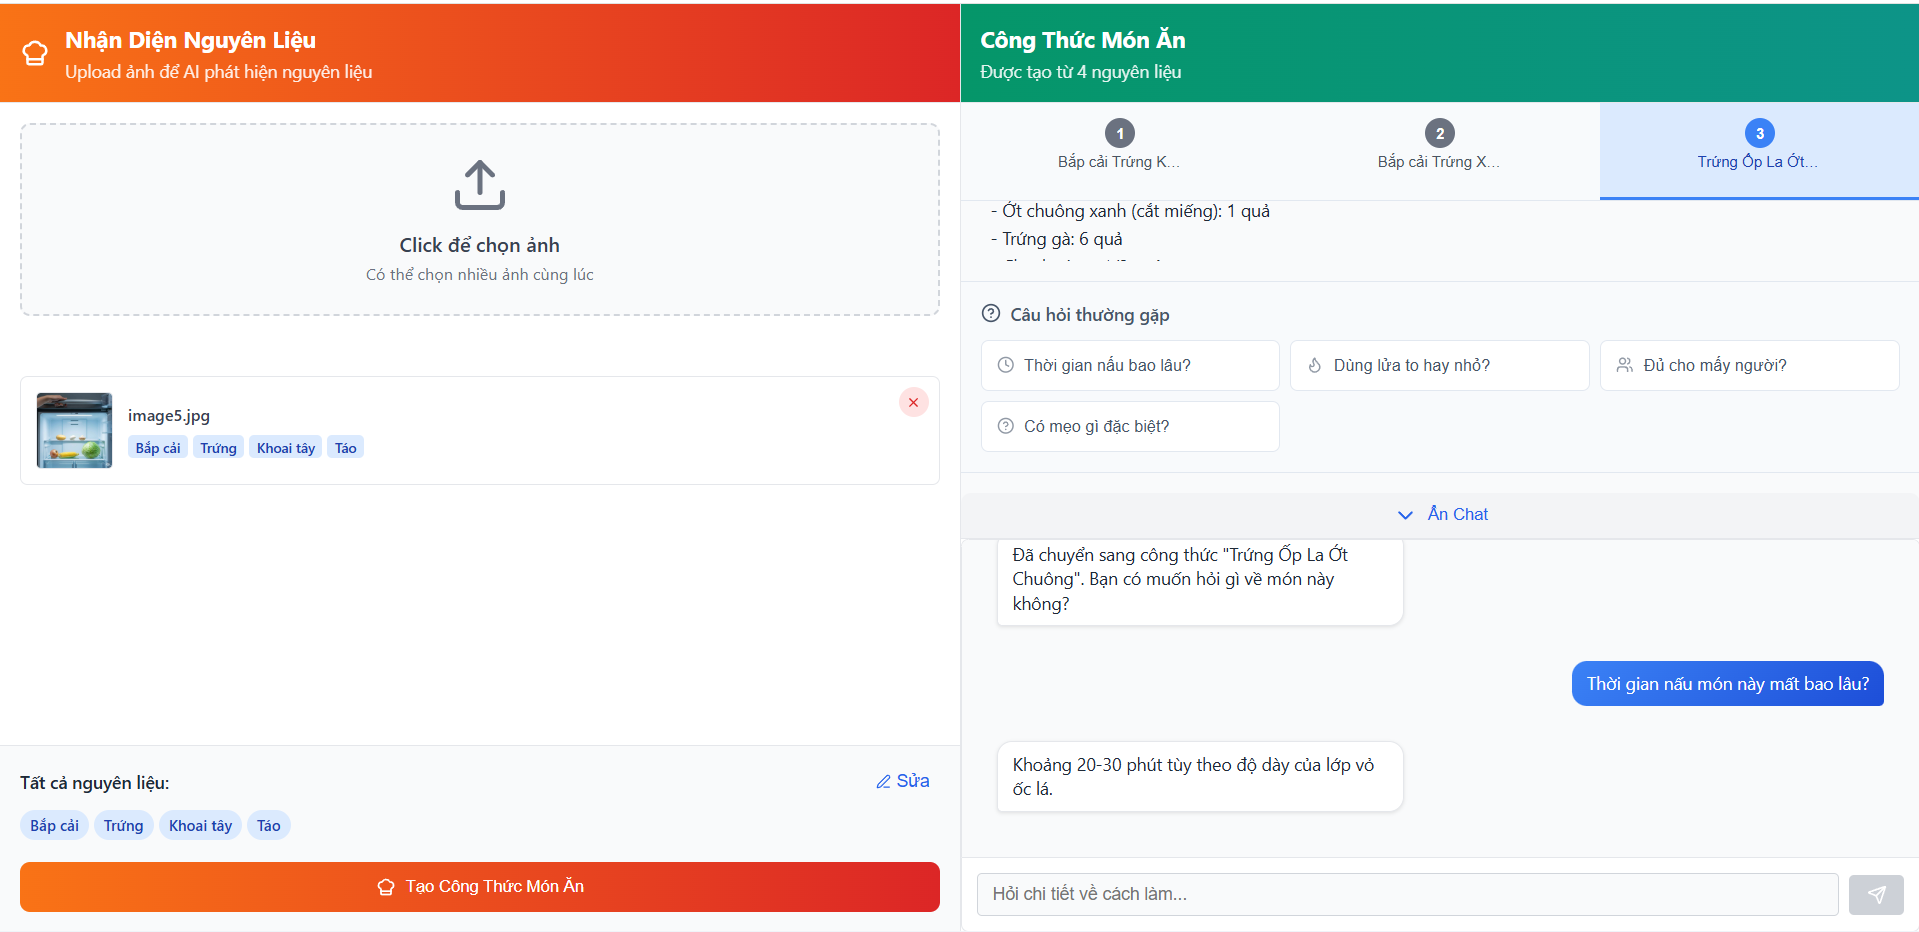 Nhận Diện Nguyên Liệu
Upload ảnh để AI phát hiện nguyên liệu
Click để chọn ảnh
Có thể chọn nhiều ảnh cùng lúc
image5.jpg
Bắp cải Trứng Khoai tây Táo
Tất cả nguyên liệu:
Sửa
Bắp cải Trứng Khoai tây Táo
Tạo Công Thức Món Ăn
Công Thức Món Ăn
Được tạo từ 4 nguyên liệu
1
Bắp cải Trứng K...
2
Bắp cải Trứng X...
3
Trứng Ốp La Ớt...
- Ớt chuông xanh (cắt miếng): 1 quả
- Trứng gà: 6 quả
Câu hỏi thường gặp
Thời gian nấu bao lâu?
Dùng lửa to hay nhỏ?
Đủ cho mấy người?
Có mẹo gì đặc biệt?
Ẩn Chat
Đã chuyển sang công thức "Trứng Ốp La Ớt
Chuông". Bạn có muốn hỏi gì về món này
không?
Thời gian nấu món này mất bao lâu?
Khoảng 20-30 phút tùy theo độ dày của lớp vỏ
ốc lá.
Hỏi chi tiết về cách làm...